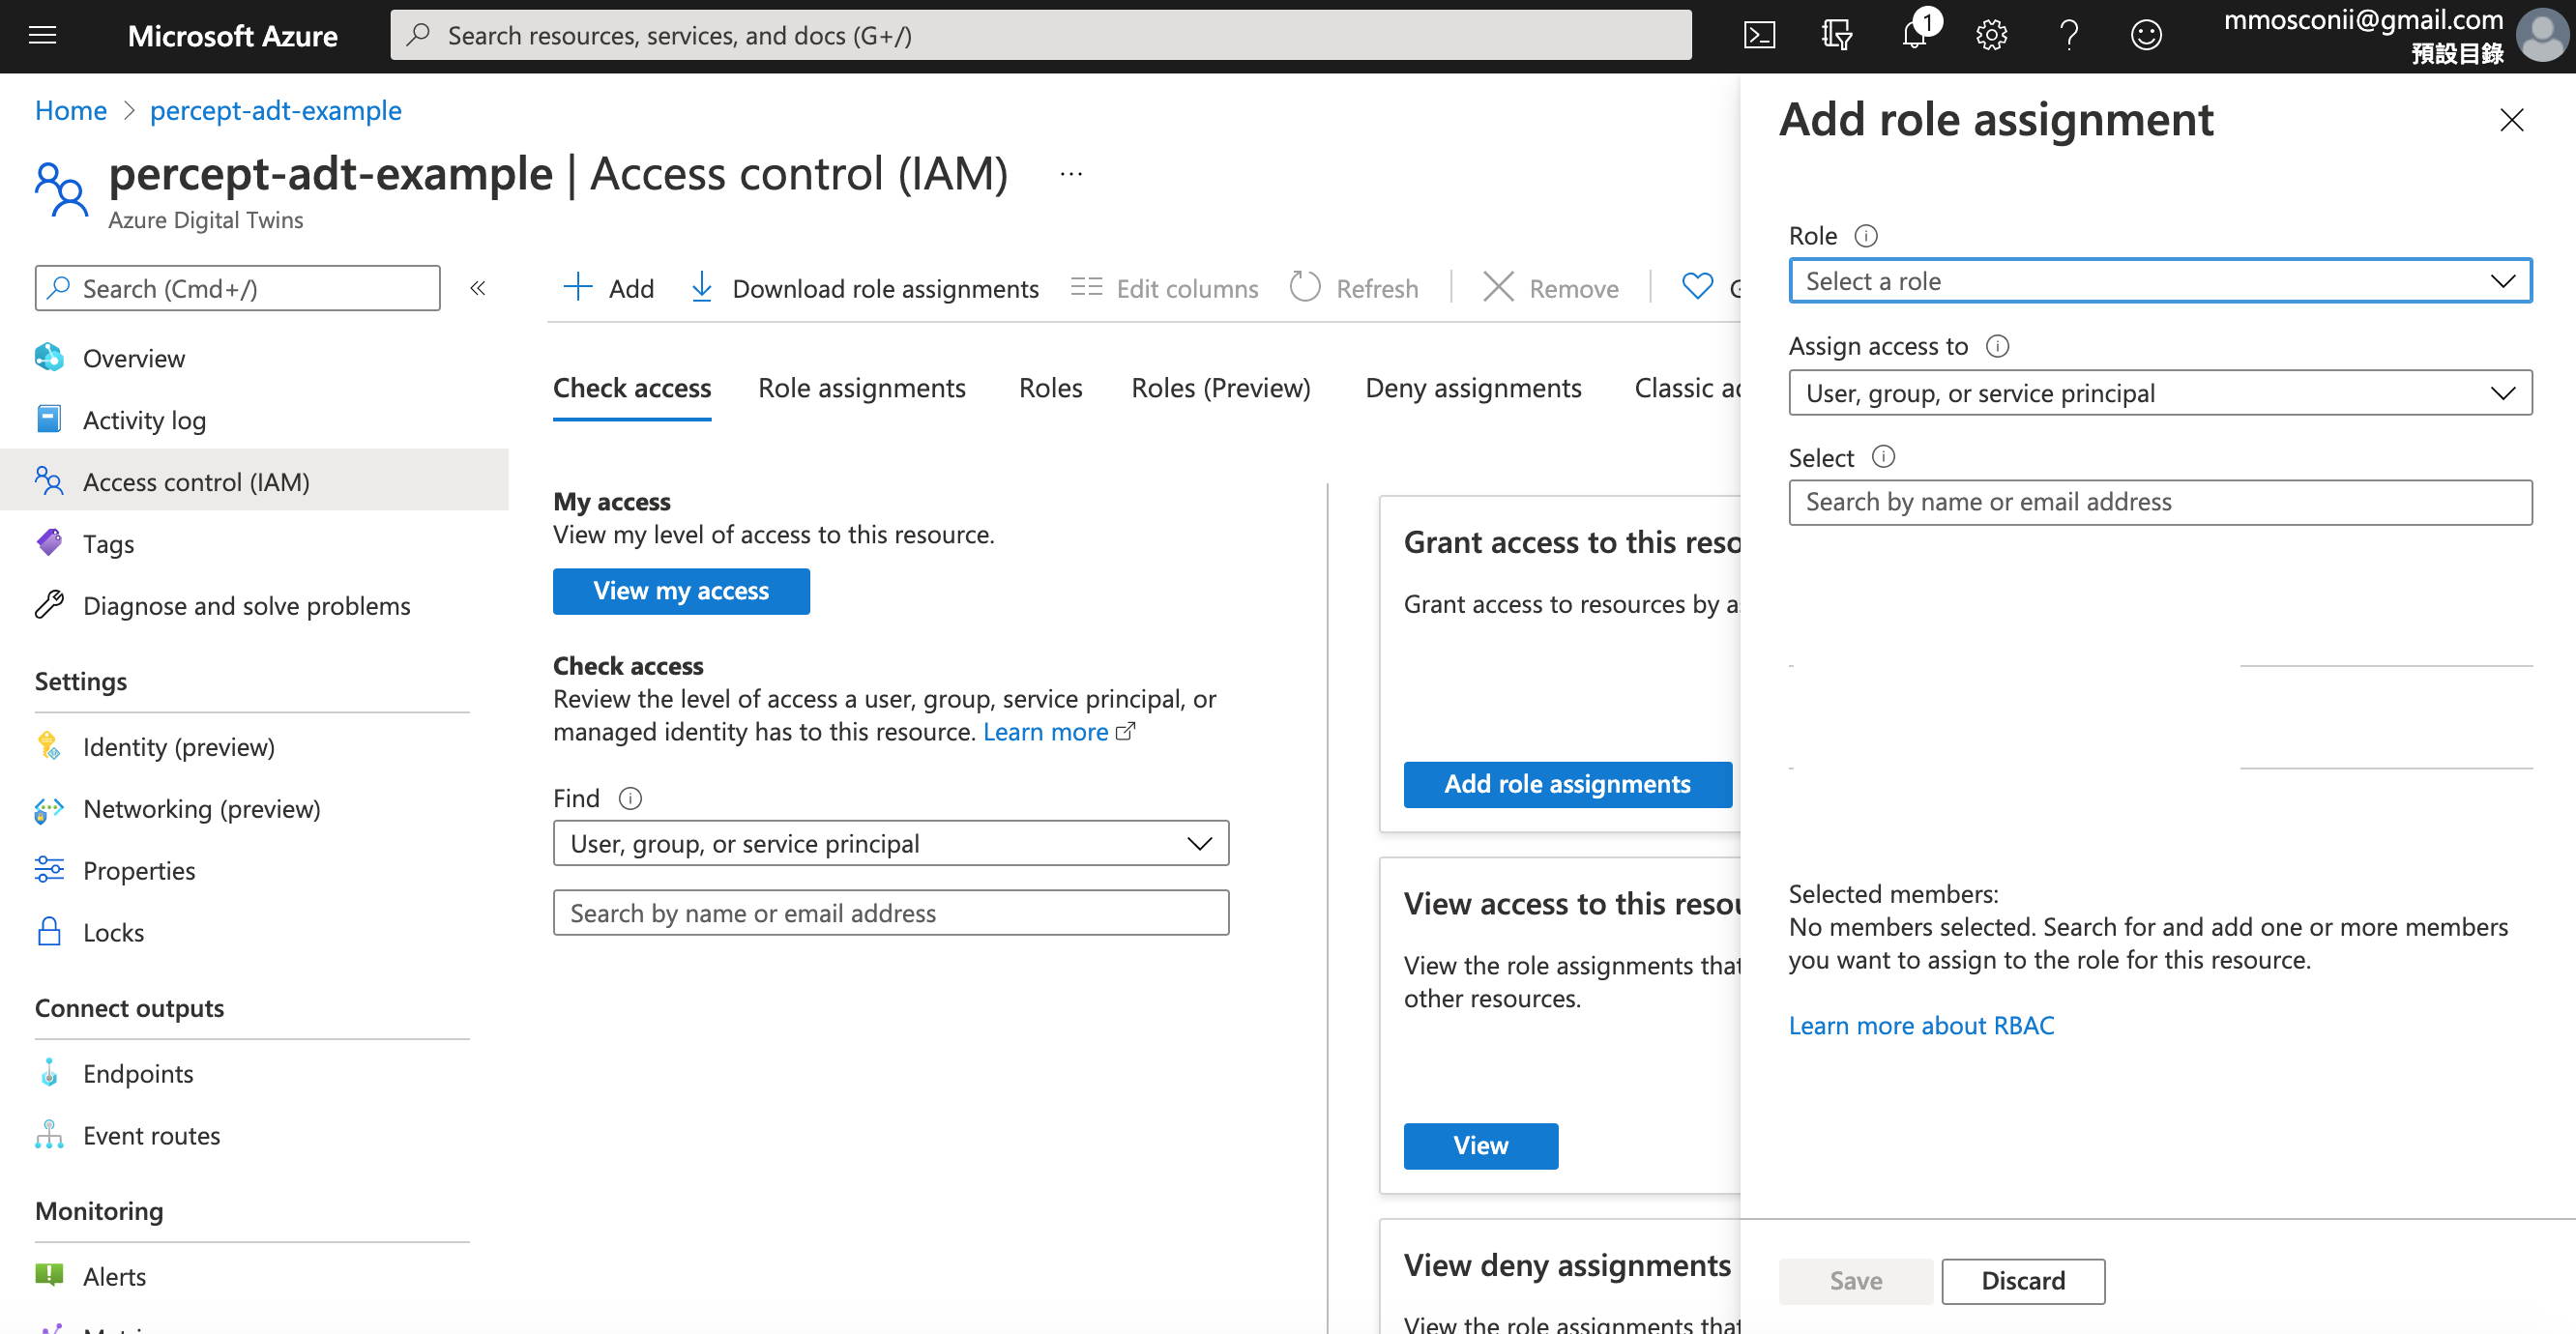 Microsoft Azure
Search resources, services, and docs (G+/)
1
mmosconii@gmail.com
預設目錄
Home > percept-adt-example
percept-adt-example | Access control (IAM) ...
Azure Digital Twins
Search (Cmd+/)
«
Overview
Activity log
Access control (IAM)
Tags
Diagnose and solve problems
Settings
Identity (preview)
Networking (preview)
Properties
Locks
Connect outputs
Endpoints
Event routes
Monitoring
Alerts
Add
Download role assignments
Edit columns
Refresh
Remove
Check access
Role assignments
Roles
Roles (Preview)
Deny assignments
Classic
My access
View my level of access to this resource.
View my access
Check access
Review the level of access a user, group, service principal, or
managed identity has to this resource. Learn more
Find
User, group, or service principal
Search by name or email address
Grant access to this
Grant access to resources by
Add role assignments
View access to this
View the role assignments that
other resources.
View
View deny assignments
View the role assignments that
Add role assignment
Role
Select a role
Assign access to
User, group, or service principal
Select
Search by name or email address
Selected members:
No members selected. Search for and add one or more members
you want to assign to the role for this resource.
Learn more about RBAC
Save
Discard